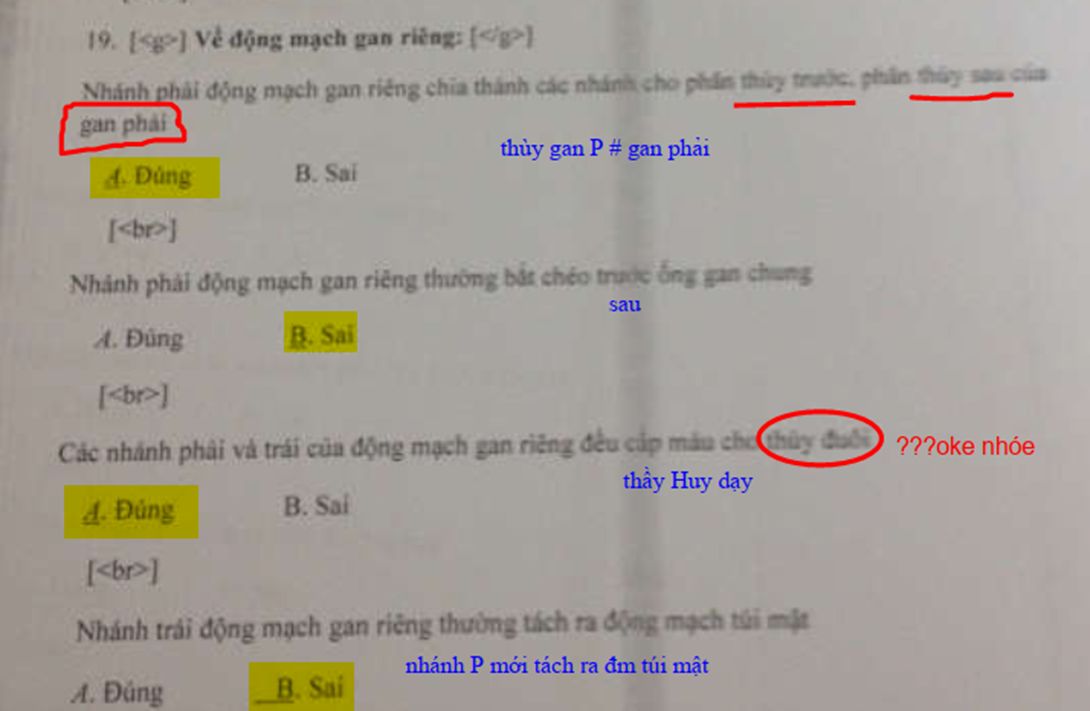 19. [<g>] Về động mạch gan riêng: [</g>]
Nhánh phải động mạch gan riêng chia thành các nhánh cho phân thùy trước, phân thùy sau của
gan phải
thùy gan P # gan phải
A. Đúng B. Sai
[<br>]
Nhánh phải động mạch gan riêng thường bắt chéo trước ống gan chung
sau
A. Đúng B. Sai
[<br>]
Các nhánh phải và trái của động mạch gan riêng đều cấp máu cho thùy đuôi ???oke nhóe
thầy Huy dạy
A. Đúng B. Sai
[<br>]
Nhánh trái động mạch gan riêng thường tách ra động mạch túi mật
nhánh P mới tách ra đm túi mật
A. Đúng B. Sai